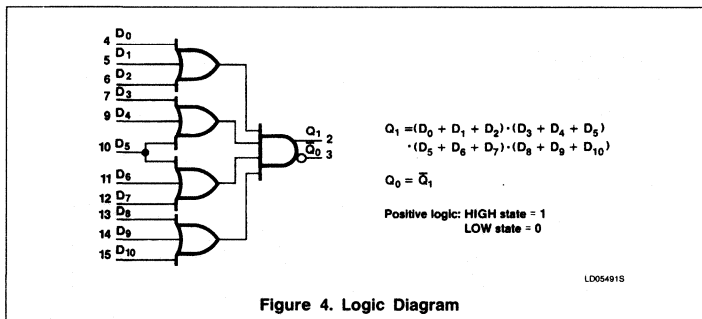 4 D0
5 D1
6 D2
7 D3
9 D4
10 D5
11 D6
12 D7
13 D8
14 D9
15 D10
Q1 2
Q̅0 3
Q1 = (D0 + D1 + D2)·(D3 + D4 + D5)
·(D5 + D6 + D7)·(D8 + D9 + D10)
Q0 = Q̅1
Positive logic: HIGH state = 1
LOW state = 0
LD05491S
Figure 4. Logic Diagram